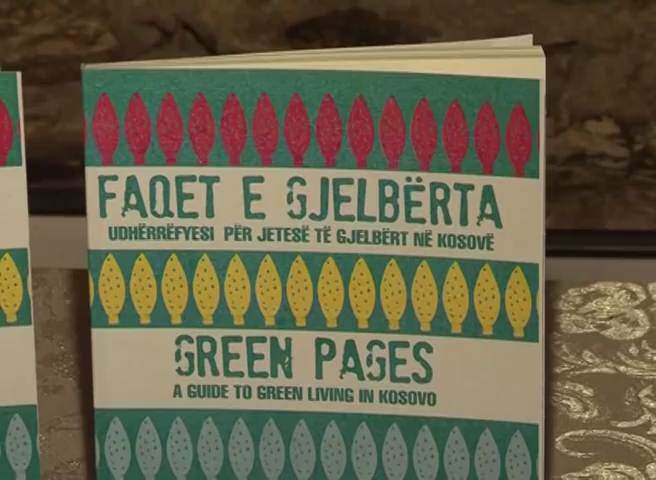 FAQET E GJELBËRTA
UDHËRRËFYESI PËR JETESË TË GJELBËRT NË KOSOVË
GREEN PAGES
A GUIDE TO GREEN LIVING IN KOSOVO